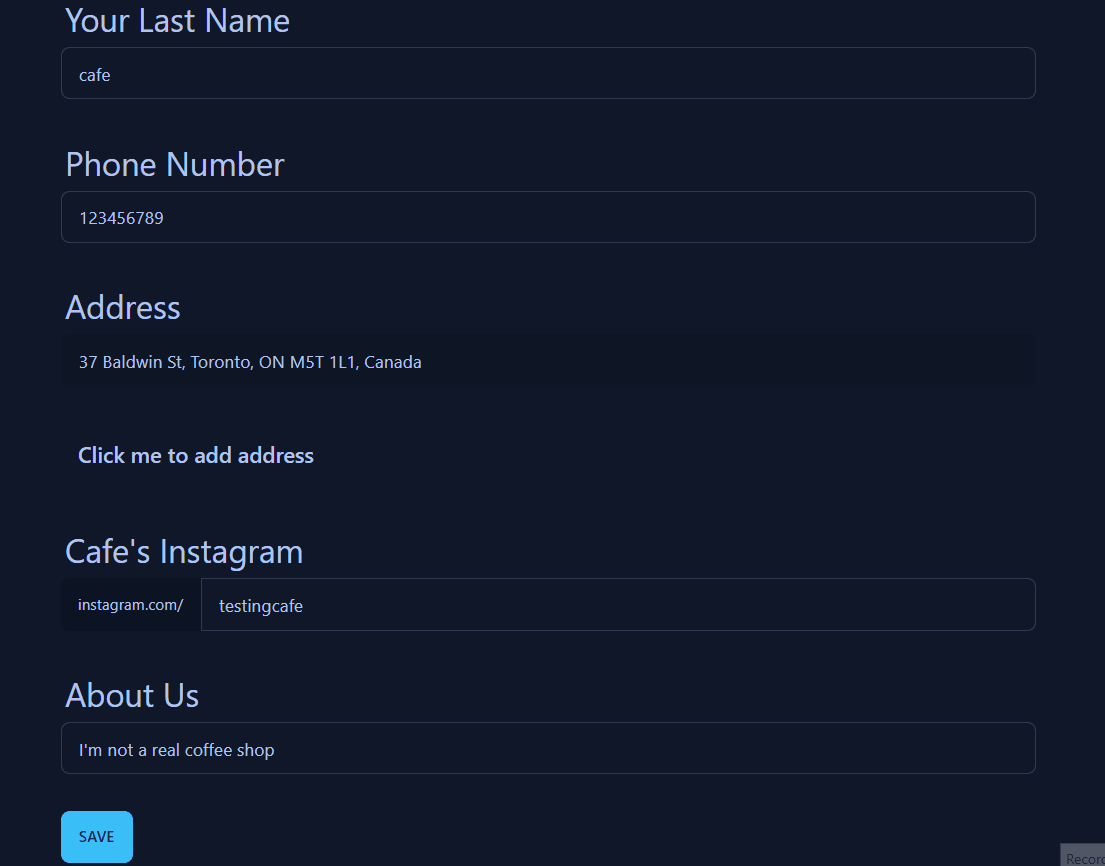 Your Last Name
cafe
Phone Number
123456789
Address
37 Baldwin St, Toronto, ON M5T 1L1, Canada
Click me to add address
Cafe's Instagram
instagram.com/ testingcafe
About Us
I'm not a real coffee shop
SAVE